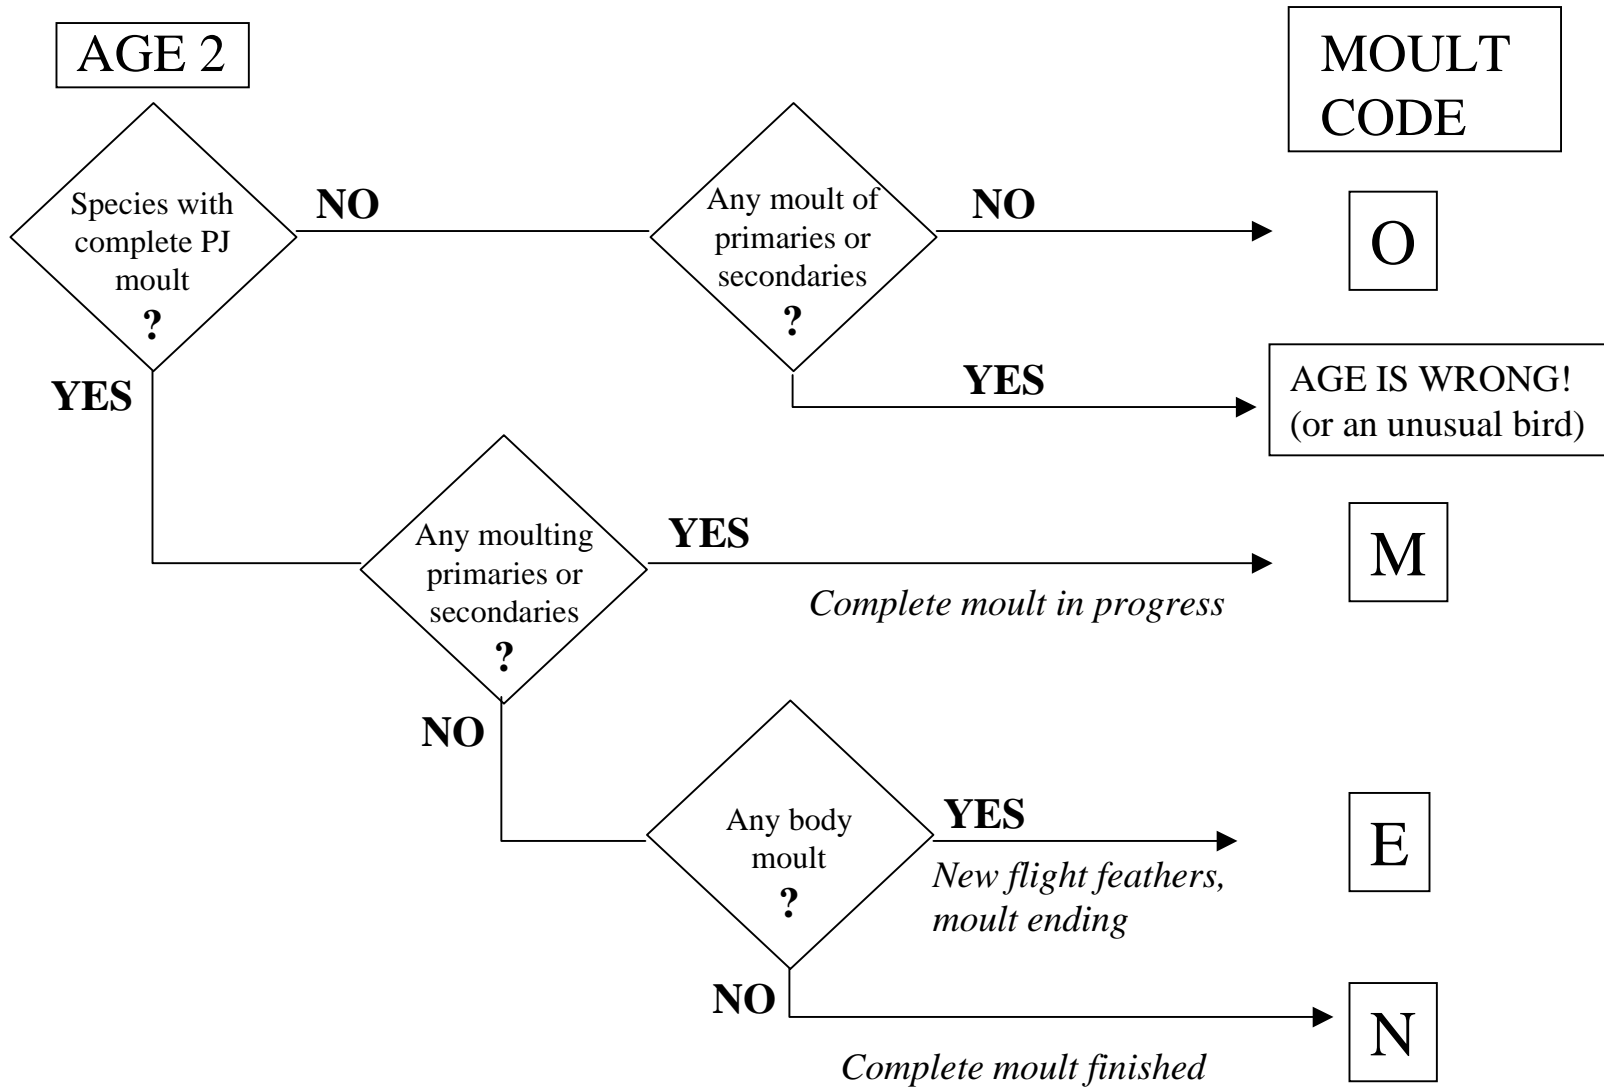 AGE 2
MOULT
CODE
Species with
complete PJ
moult
?
NO
Any moult of
primaries or
secondaries
?
NO
O
YES
AGE IS WRONG!
(or an unusual bird)
YES
Any moulting
primaries or
secondaries
?
YES
Complete moult in progress
M
NO
Any body
moult
?
YES
New flight feathers,
moult ending
E
NO
Complete moult finished
N